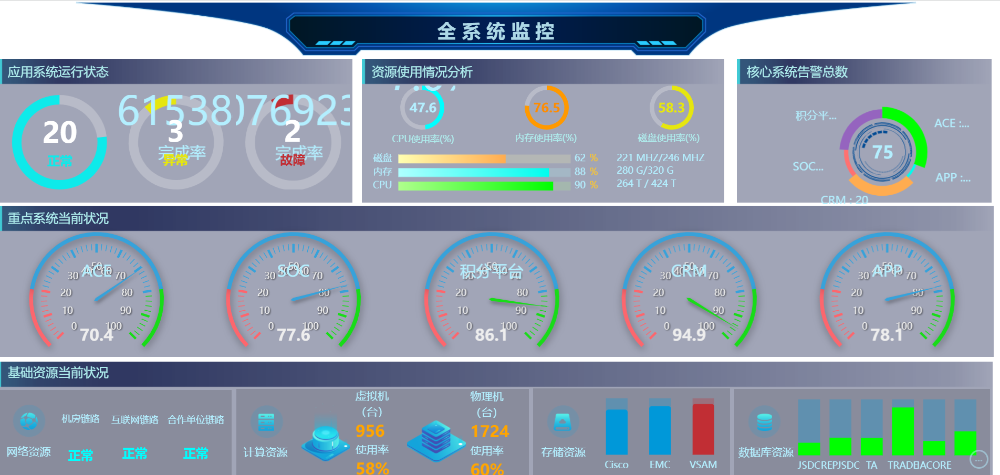 全系统监控
应用系统运行状态
20
正常
61538
3
完成率
异常
07692
2
完成率
故障
资源使用情况分析
47.6
CPU使用率(%)
76.5
内存使用率(%)
58.3
磁盘使用率(%)
磁盘 62 % 221 MHZ/246 MHZ
内存 88 % 280 G/320 G
CPU 90 % 264 T / 424 T
核心系统告警总数
积分平...
ACE :...
75
SOC...
APP :...
CRM : 20
重点系统当前状况
ACE
0 10 20 30 40 50 60 70 80 90 100
70.4
SOC
0 10 20 30 40 50 60 70 80 90 100
77.6
积分平台
0 10 20 30 40 50 60 70 80 90 100
86.1
CRM
0 10 20 30 40 50 60 70 80 90 100
94.9
APP
0 10 20 30 40 50 60 70 80 90 100
78.1
基础资源当前状况
网络资源
机房链路 互联网链路 合作单位链路
正常 正常 正常
计算资源
虚拟机
（台）
956
使用率
58%
物理机
（台）
1724
使用率
60%
存储资源
Cisco EMC VSAM
数据库资源
JSDCREPJSDC TA TRADE ACORE